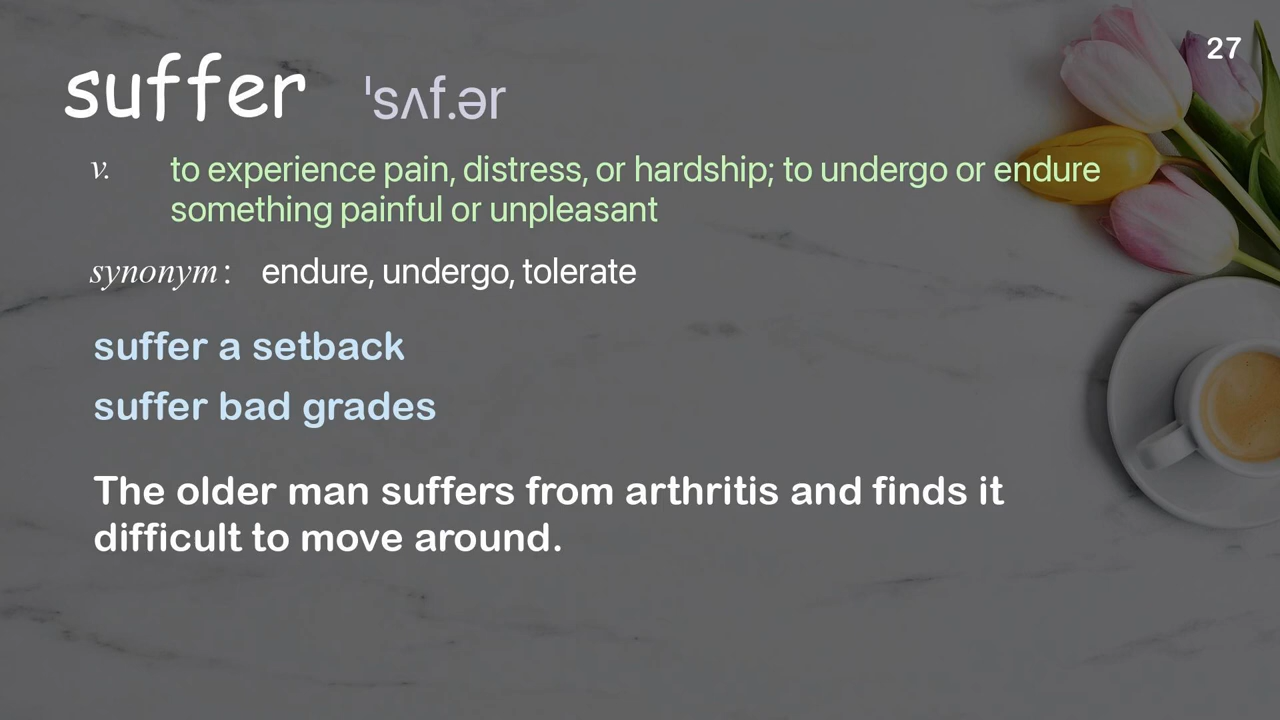 27
suffer ˈsʌf.ər
v. to experience pain, distress, or hardship; to undergo or endure
something painful or unpleasant
synonym: endure, undergo, tolerate
suffer a setback
suffer bad grades
The older man suffers from arthritis and finds it
difficult to move around.